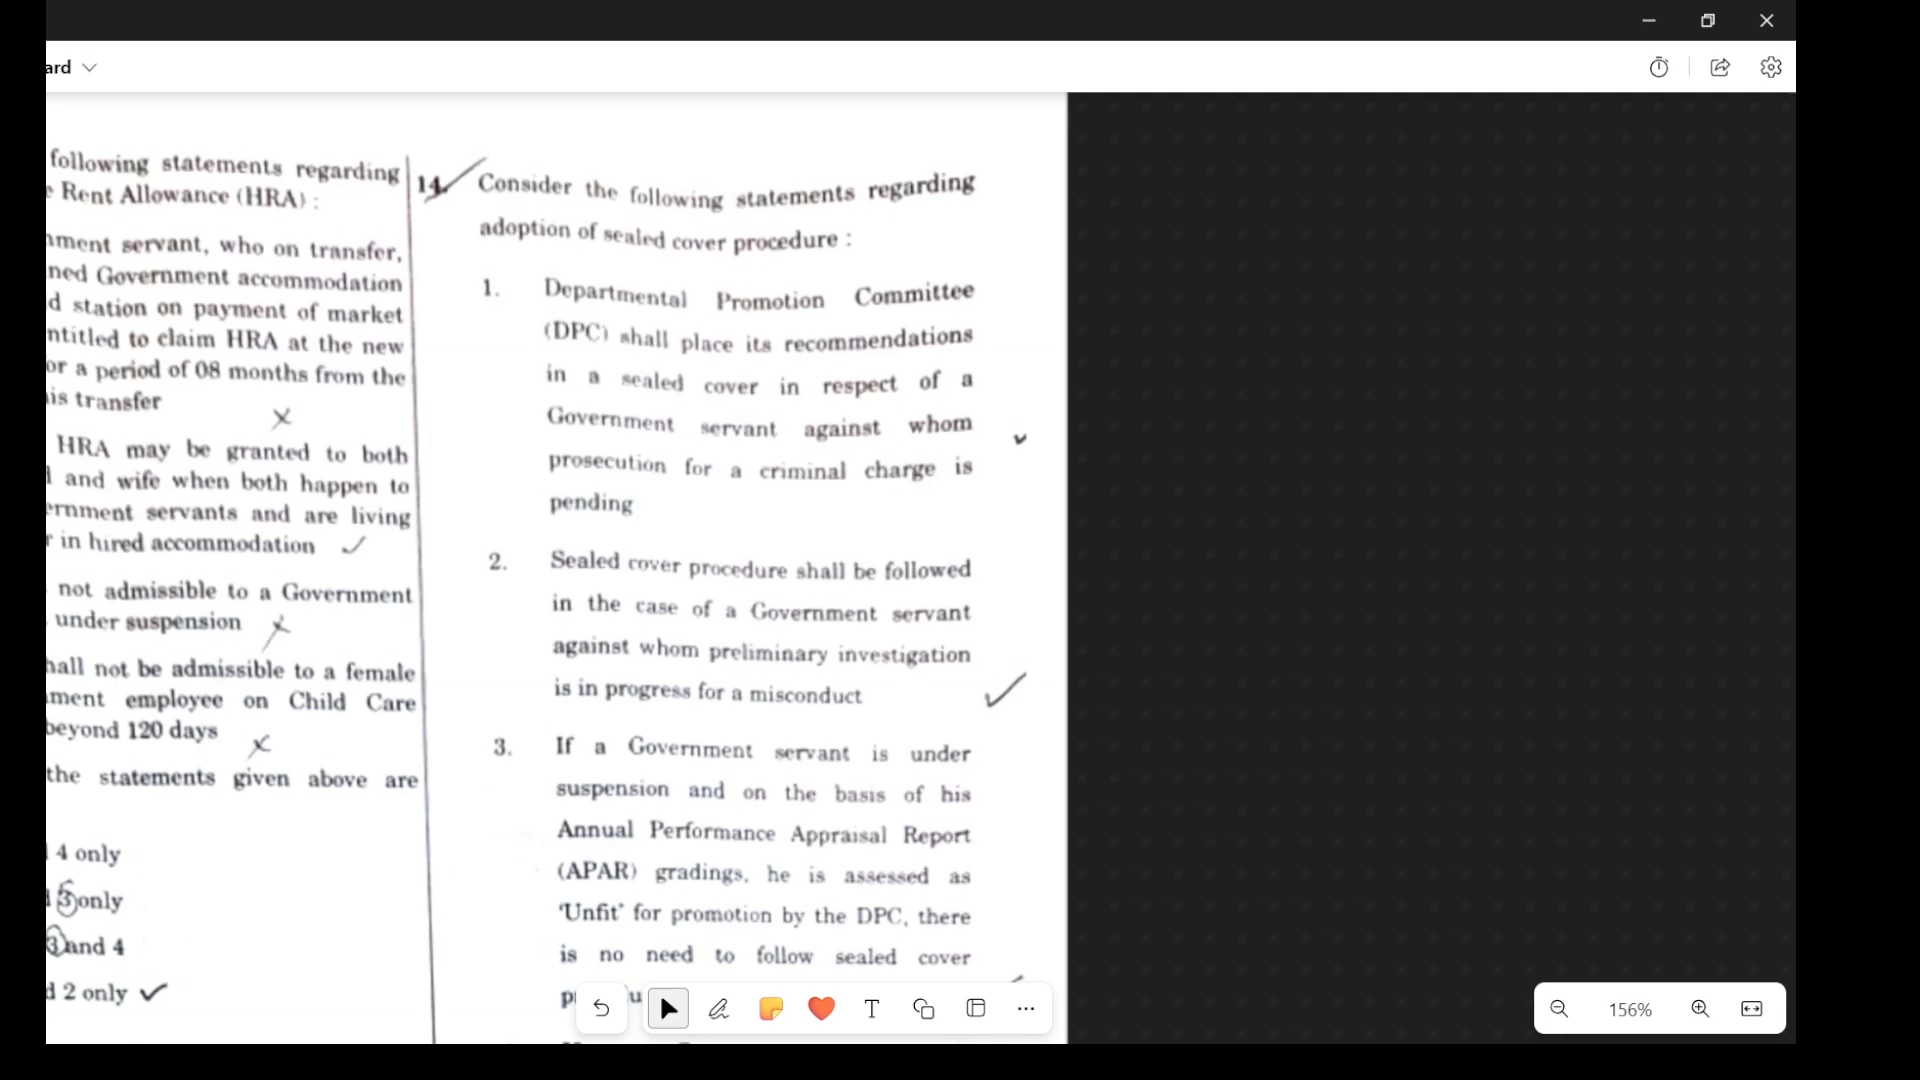 ard
following statements regarding
Rent Allowance (HRA) :
servant, who on transfer,
Government accommodation
station on payment of market
to claim HRA at the new
a period of 08 months from the
transfer
HRA may be granted to both
and wife when both happen to
servants and are living
in hired accommodation
not admissible to a Government
under suspension
not be admissible to a female
employee on Child Care
beyond 120 days
the statements given above are
4 only
3 only
3 and 4
2 only
14. Consider the following statements regarding
adoption of sealed cover procedure :
1. Departmental Promotion Committee
(DPC) shall place its recommendations
in a sealed cover in respect of a
Government servant against whom
prosecution for a criminal charge is
pending
2. Sealed cover procedure shall be followed
in the case of a Government servant
against whom preliminary investigation
is in progress for a misconduct
3. If a Government servant is under
suspension and on the basis of his
Annual Performance Appraisal Report
(APAR) gradings, he is assessed as
'Unfit' for promotion by the DPC, there
is no need to follow sealed cover
T
156%